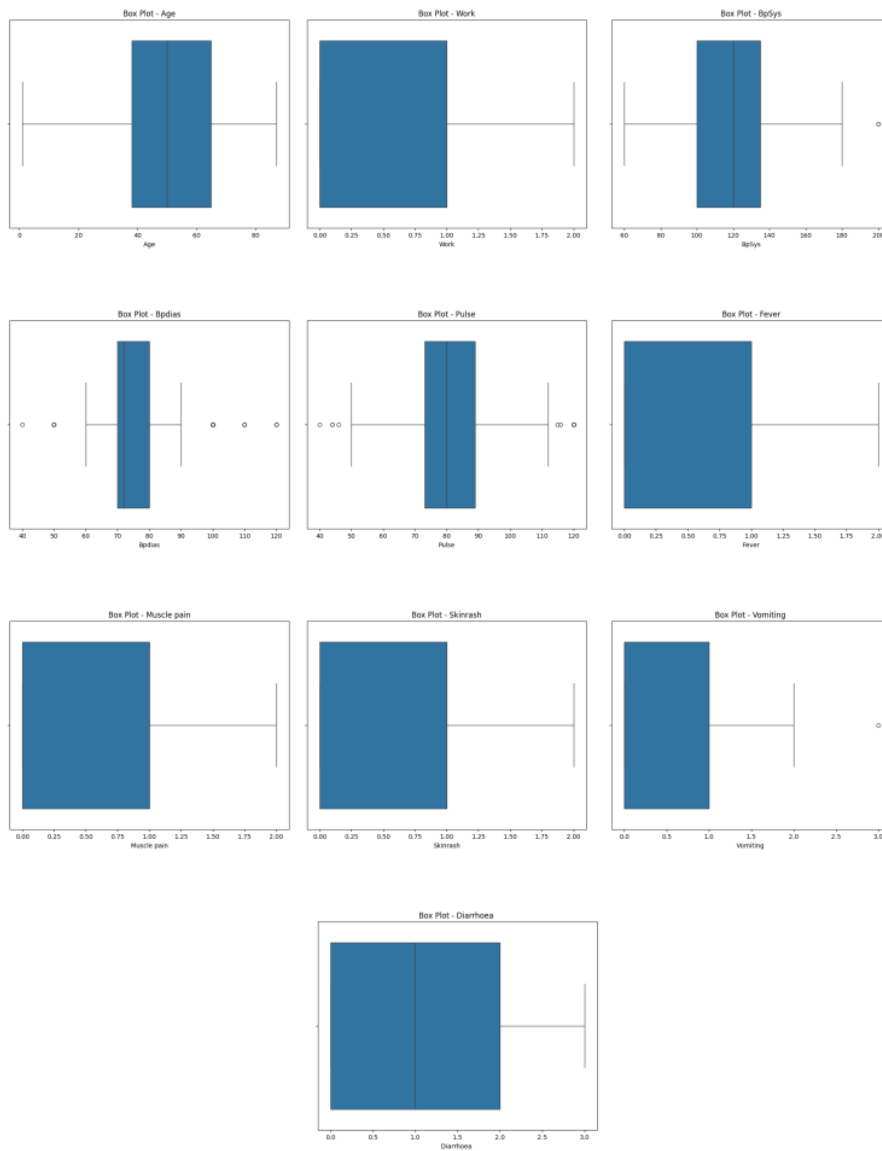 Box Plot - Age
0 20 40 60 80
Age
Box Plot - Work
0.00 0.25 0.50 0.75 1.00 1.25 1.50 1.75 2.00
Work
Box Plot - BpSys
60 80 100 120 140 160 180 200
BpSys
Box Plot - Bpdias
40 50 60 70 80 90 100 110 120
Bpdias
Box Plot - Pulse
40 50 60 70 80 90 100 110 120
Pulse
Box Plot - Fever
0.00 0.25 0.50 0.75 1.00 1.25 1.50 1.75 2.00
Fever
Box Plot - Muscle pain
0.00 0.25 0.50 0.75 1.00 1.25 1.50 1.75 2.00
Muscle pain
Box Plot - Skinrash
0.00 0.25 0.50 0.75 1.00 1.25 1.50 1.75 2.00
Skinrash
Box Plot - Vomiting
0.0 0.5 1.0 1.5 2.0 2.5 3.0
Vomiting
Box Plot - Diarrhoea
0.0 0.5 1.0 1.5 2.0 2.5 3.0
Diarrhoea